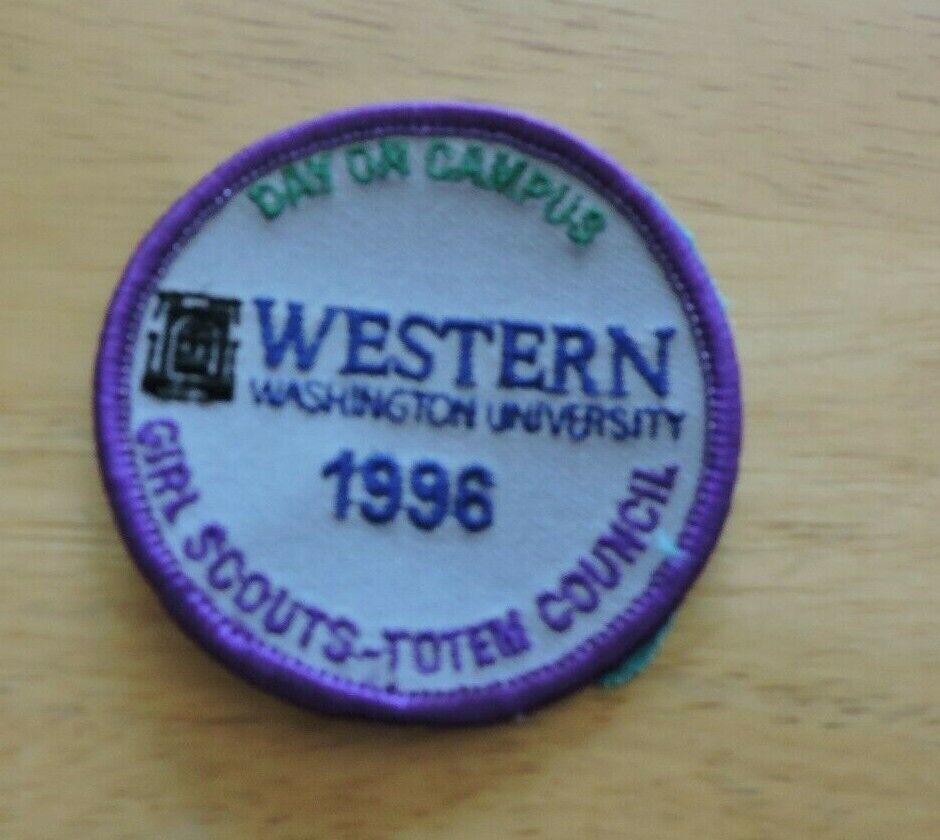 DAY ON CAMPUS
WESTERN
WASHINGTON UNIVERSITY
1996
GIRL SCOUTS-TOTEM COUNCIL